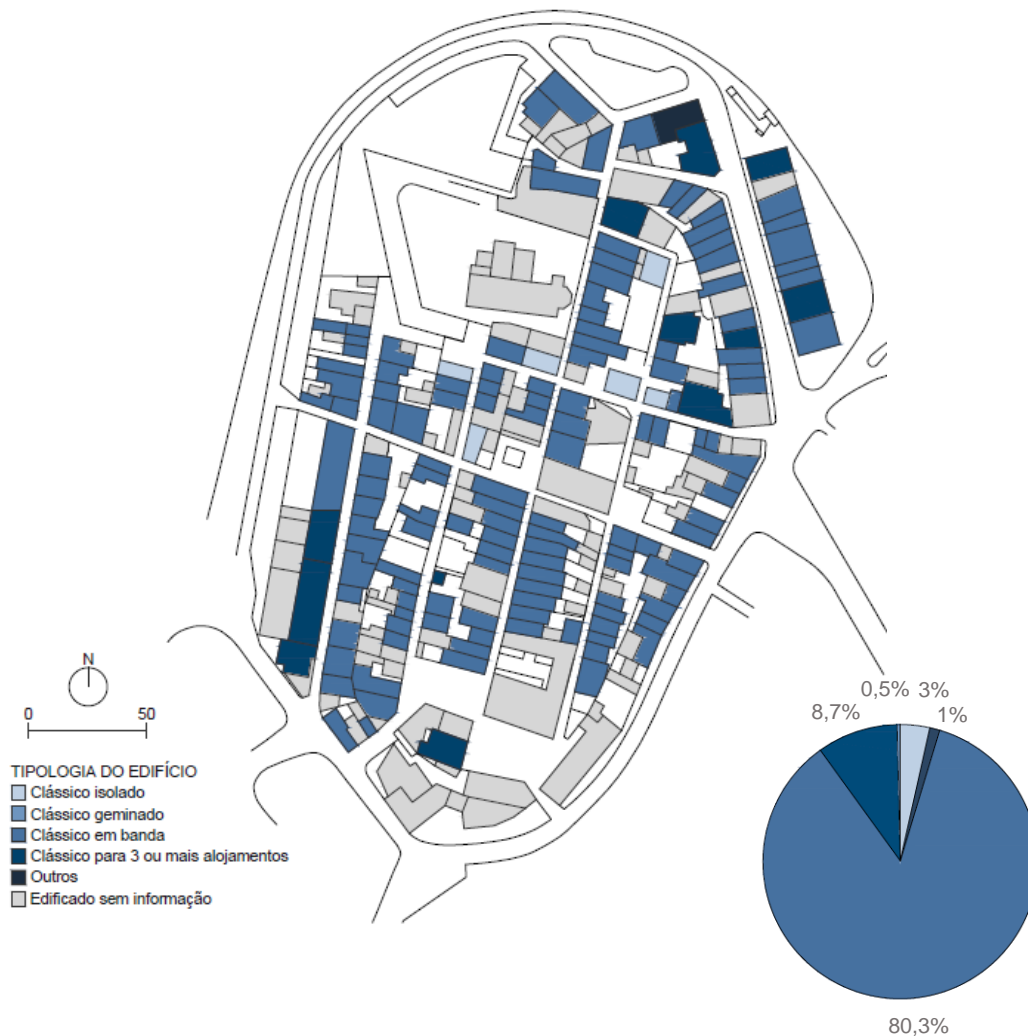 N
0 50
TIPOLOGIA DO EDIFÍCIO
Clássico isolado
Clássico geminado
Clássico em banda
Clássico para 3 ou mais alojamentos
Outros
Edificado sem informação
0,5% 3%
8,7% 1%
80,3%